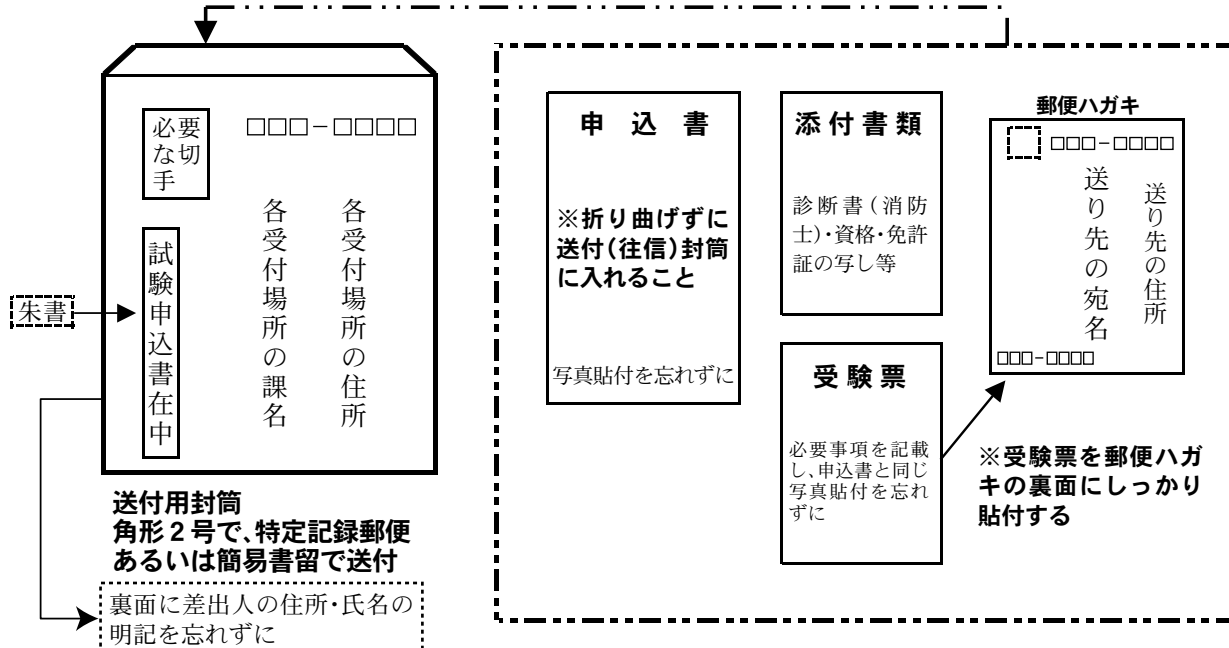 必要
な切
手
□□□-□□□□
各受付場所の住所
各受付場所の課名
試験申込書在中
朱書
送付用封筒
角形2号で、特定記録郵便
あるいは簡易書留で送付
裏面に差出人の住所・氏名の
明記を忘れずに
申込書
※折り曲げずに
送付(往信)封筒
に入れること
写真貼付を忘れずに
添付書類
診断書(消防
士)・資格・免許
証の写し等
受験票
必要事項を記載
し、申込書と同じ
写真貼付を忘れ
ずに
郵便ハガキ
□□□-□□□□
送り先の住所
送り先の宛名
□□□-□□□□
※受験票を郵便ハガ
キの裏面にしっかり
貼付する